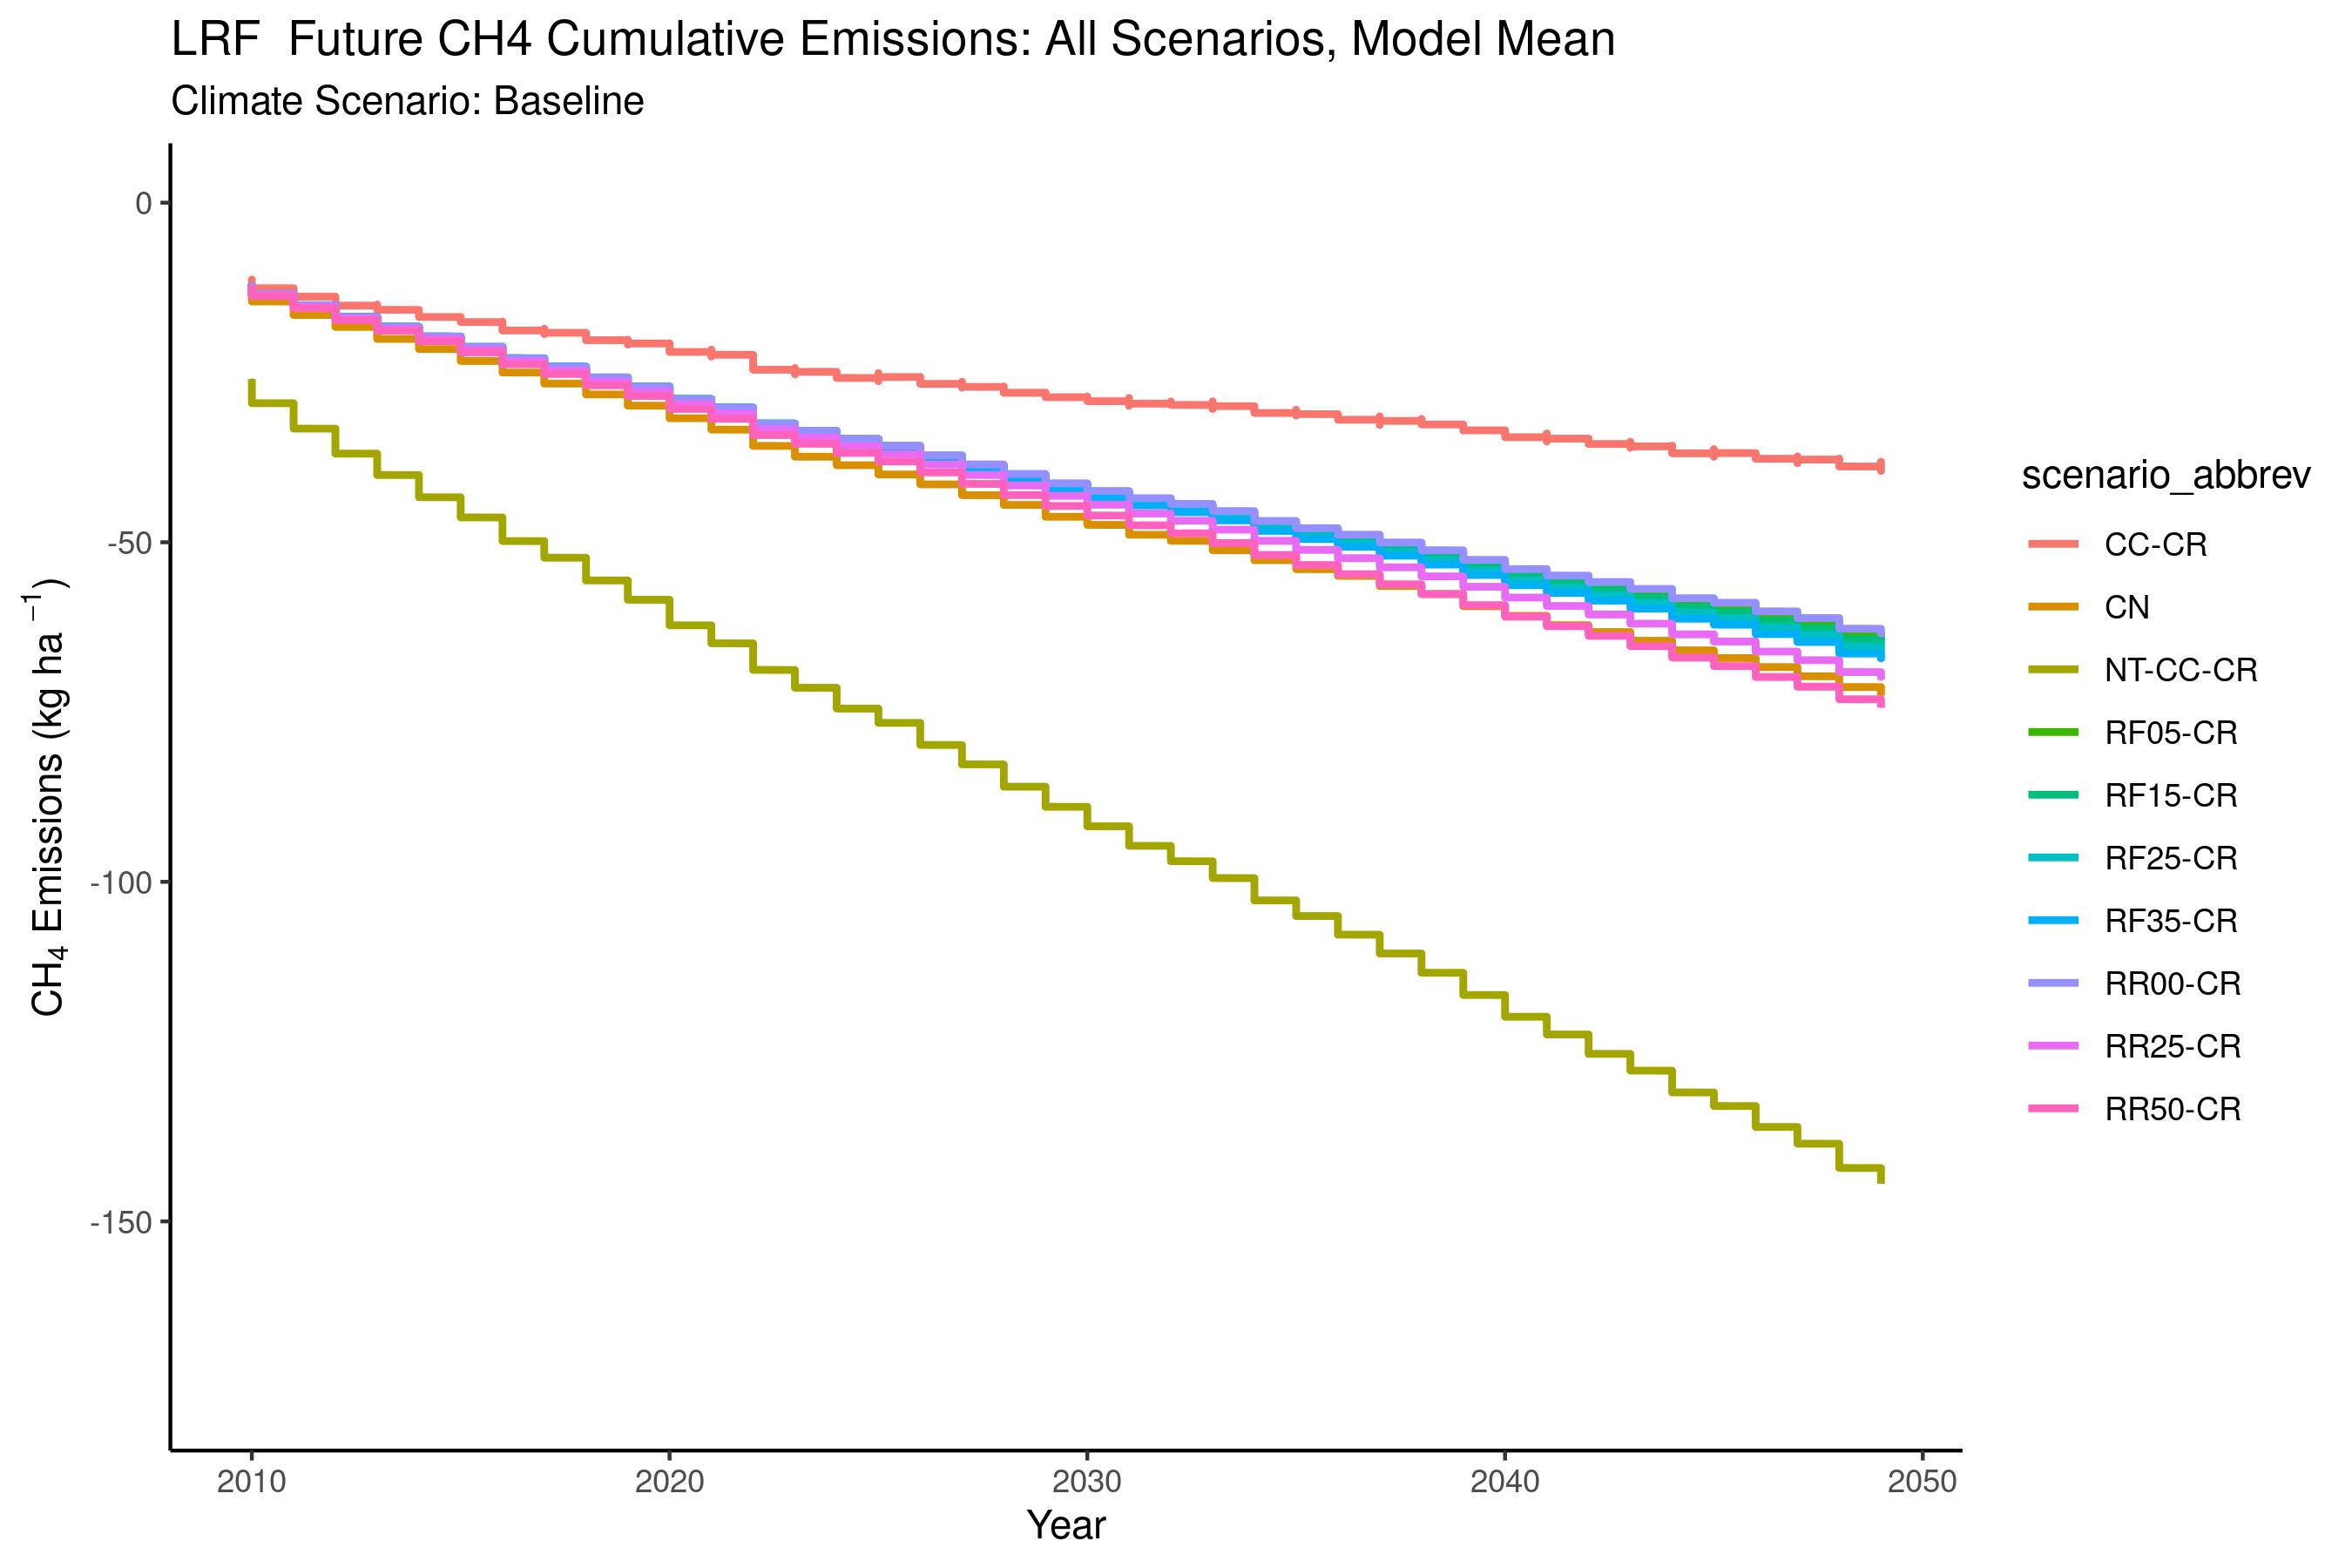 LRF  Future CH4 Cumulative Emissions: All Scenarios, Model Mean
Climate Scenario: Baseline
CH₄ Emissions (kg ha⁻¹)
0
-50
-100
-150
2010 2020 2030 2040 2050
Year
scenario_abbrev
CC-CR
CN
NT-CC-CR
RF05-CR
RF15-CR
RF25-CR
RF35-CR
RR00-CR
RR25-CR
RR50-CR